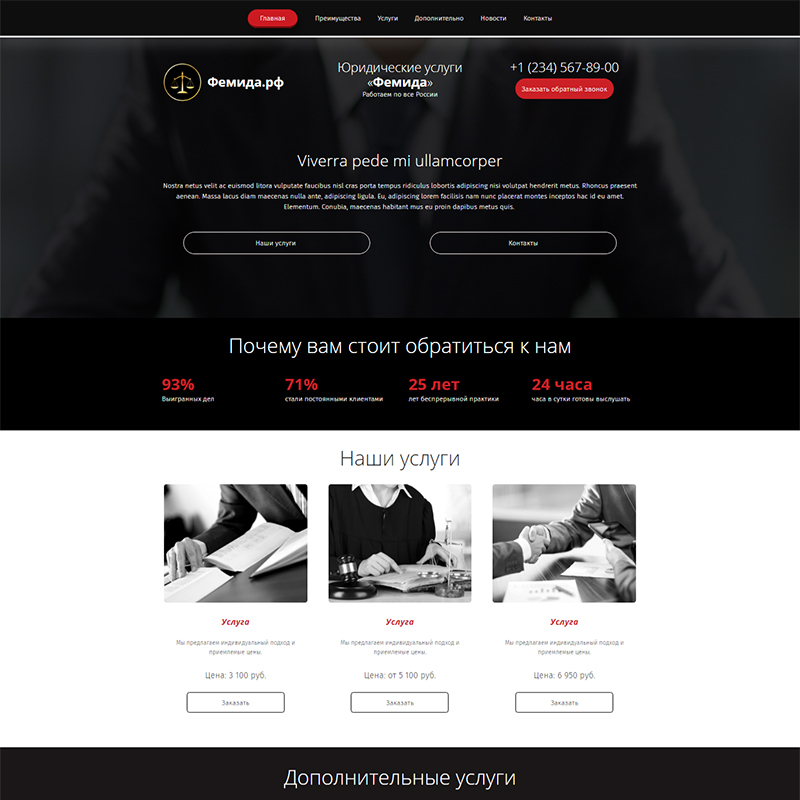 Главная Преимущества Услуги Дополнительно Новости Контакты
Фемида.рф
Юридические услуги
«Фемида»
Работаем по все России
+1 (234) 567-89-00
Заказать обратный звонок
Viverra pede mi ullamcorper
Nostra netus velit ac euismod litora vulputate faucibus nisl cras porta tempus ridiculus lobortis adipiscing nisi volutpat hendrerit metus. Rhoncus praesent
aenean. Massa lacus diam maecenas nulla ante, adipiscing ligula. Eu, adipiscing lorem facilisis nam nunc placerat montes inceptos hac id eu amet.
Elementum. Conubia, maecenas habitant mus eu proin dapibus metus quis.
Наши услуги Контакты
Почему вам стоит обратиться к нам
93% 71% 25 лет 24 часа
Выигранных дел стали постоянными клиентами лет беспрерывной практики часа в сутки готовы выслушать
Наши услуги
Услуга
Мы предлагаем индивидуальный подход и
приемлемые цены.
Цена: 3 100 руб.
Заказать
Услуга
Мы предлагаем индивидуальный подход и
приемлемые цены.
Цена: от 5 100 руб.
Заказать
Услуга
Мы предлагаем индивидуальный подход и
приемлемые цены.
Цена: 6 950 руб.
Заказать
Дополнительные услуги